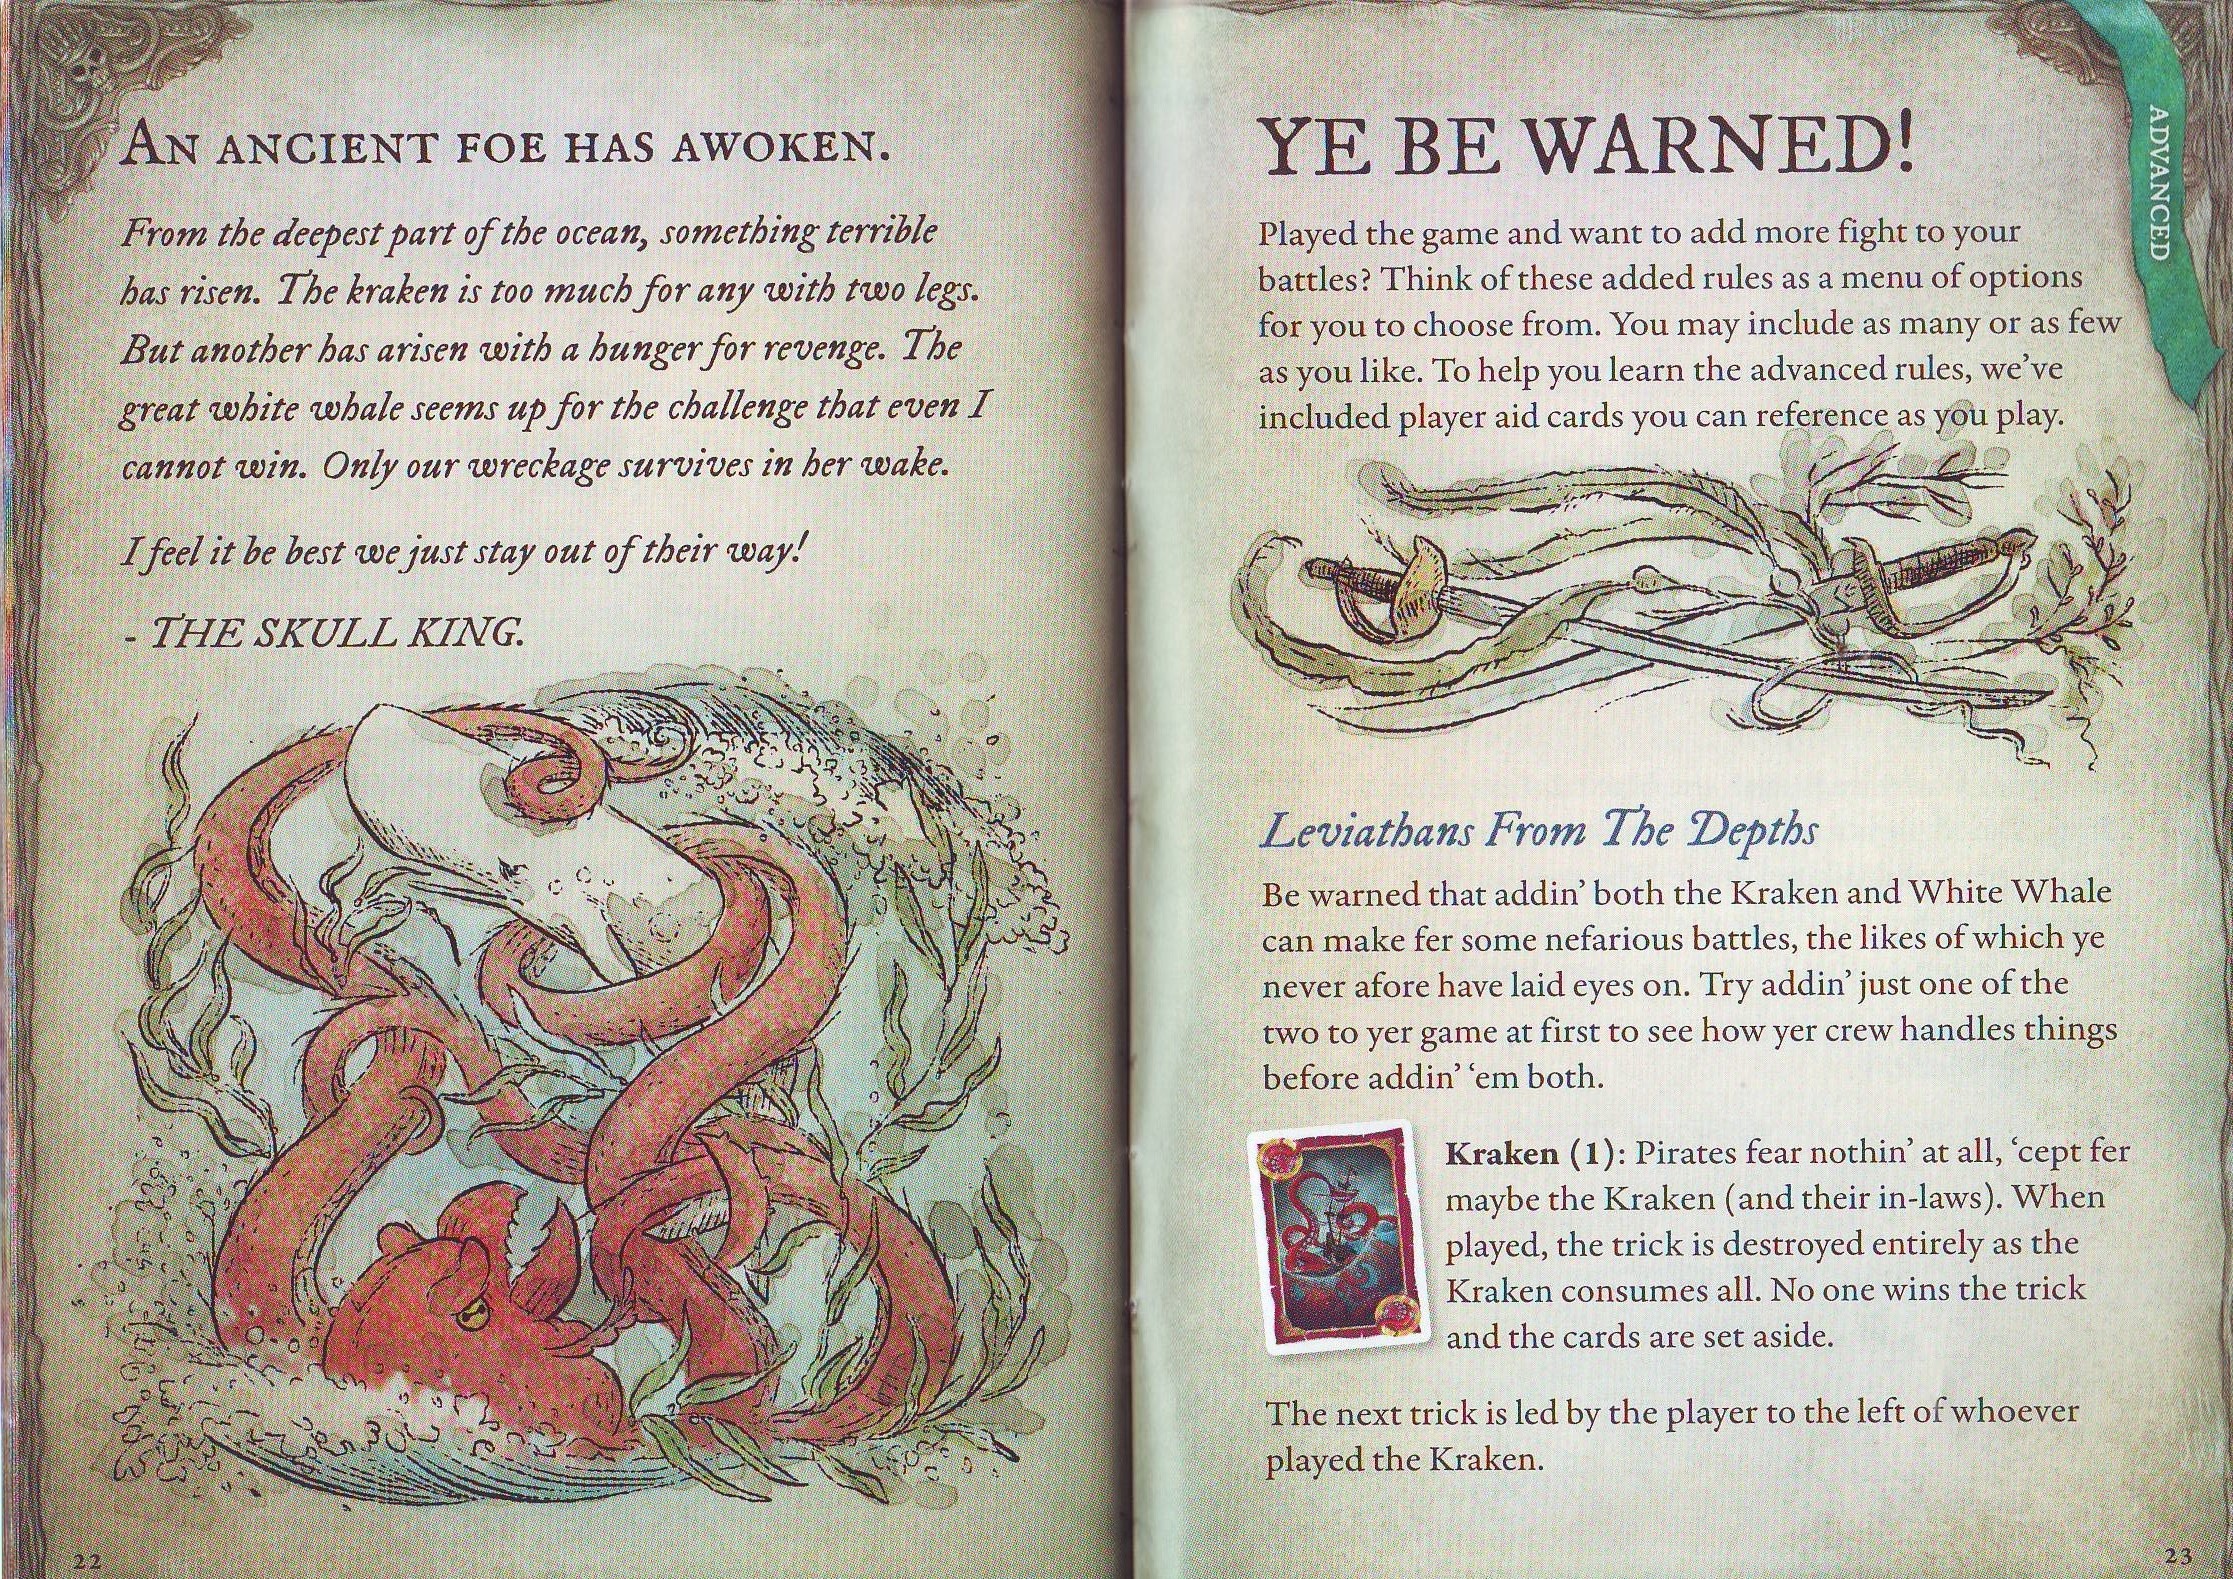 AN ANCIENT FOE HAS AWOKEN.
From the deepest part of the ocean, something terrible
has risen. The kraken is too much for any with two legs.
But another has arisen with a hunger for revenge. The
great white whale seems up for the challenge that even I
cannot win. Only our wreckage survives in her wake.
I feel it be best we just stay out of their way!
- THE SKULL KING.
22
YE BE WARNED!
ADVANCED
Played the game and want to add more fight to your
battles? Think of these added rules as a menu of options
for you to choose from. You may include as many or as few
as you like. To help you learn the advanced rules, we've
included player aid cards you can reference as you play.
Leviathans From The Depths
Be warned that addin' both the Kraken and White Whale
can make fer some nefarious battles, the likes of which ye
never afore have laid eyes on. Try addin' just one of the
two to yer game at first to see how yer crew handles things
before addin' ‘em both.
Kraken (1): Pirates fear nothin' at all, ‘cept fer
maybe the Kraken (and their in-laws). When
played, the trick is destroyed entirely as the
Kraken consumes all. No one wins the trick
and the cards are set aside.
The next trick is led by the player to the left of whoever
played the Kraken.
23